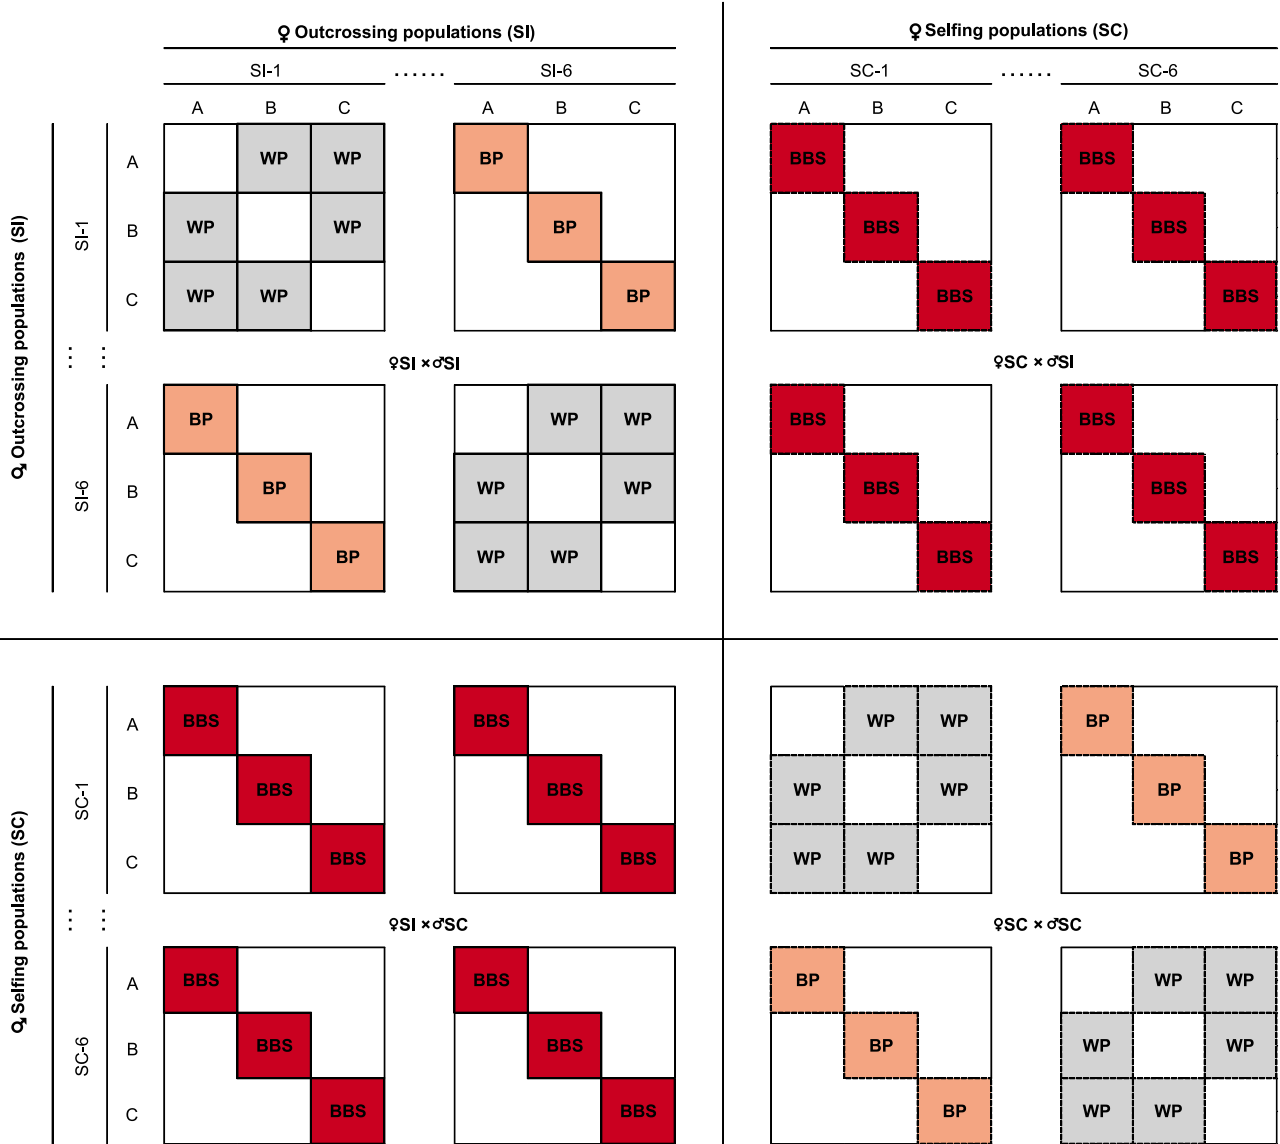 ♀ Outcrossing populations (SI) ♀ Selfing populations (SC)
SI-1 ...... SI-6 SC-1 ...... SC-6
A B C A B C A B C A B C
♂ Outcrossing populations (SI)
SI-1
A WP WP BP BBS BBS
B WP WP BP BBS BBS
C WP WP BP BBS BBS
... ... ♀SI × ♂SI ♀SC × ♂SI
SI-6
A BP WP WP BBS BBS
B BP WP WP BBS BBS
C BP WP WP BBS BBS
♂ Selfing populations (SC)
SC-1
A BBS BBS WP WP BP
B BBS BBS WP WP BP
C BBS BBS WP WP BP
... ... ♀SI × ♂SC ♀SC × ♂SC
SC-6
A BBS BBS BP WP WP
B BBS BBS BP WP WP
C BBS BBS BP WP WP